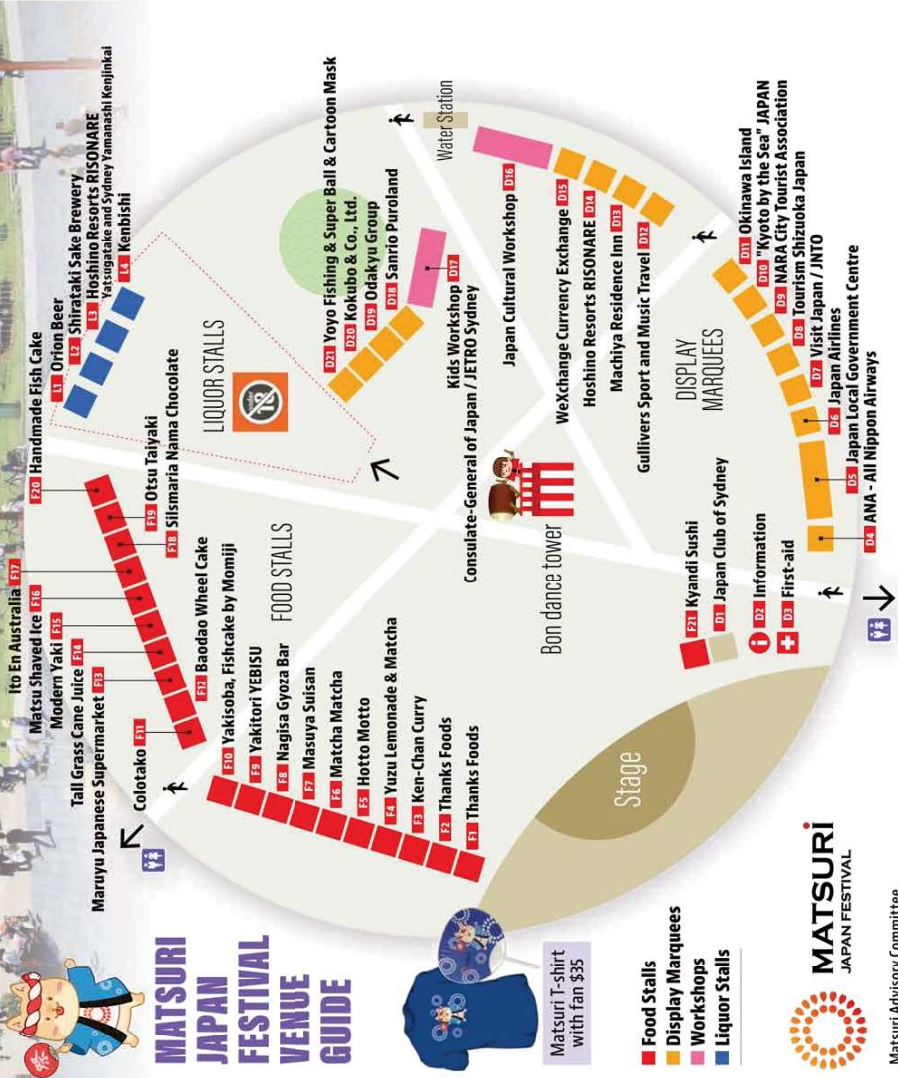 MATSURI
JAPAN
FESTIVAL
VENUE
GUIDE
Matsuri T-shirt
with fan $35
Food Stalls
Display Marquees
Workshops
Liquor Stalls
MATSURI
JAPAN FESTIVAL
Matsuri Advisory Committee
Stage
F1 Thanks Foods
F2 Thanks Foods
F3 Ken-Chan Curry
F4 Yuzu Lemonade & Matcha
F5 Hotto Motto
F6 Matcha Matcha
F7 Masuya Suisan
F8 Nagisa Gyoza Bar
F9 Yakitori YEBISU
F10 Yakisoba, Fishcake by Momiji
Colotako F11
F12 Baodao Wheel Cake
Maruyu Japanese Supermarket F13
Tall Grass Cane Juice F14
Modern Yaki F15
Matsu Shaved Ice F16
Ito En Australia F17
F18 Silsmaria Nama Chocolate
F19 Otsu Taiyaki
F20 Handmade Fish Cake
FOOD STALLS
F21 Kyandi Sushi
D1 Japan Club of Sydney
D2 Information
D3 First-aid
Bon dance tower
LIQUOR STALLS
under
18
L1 Orion Beer
L2 Shirataki Sake Brewery
L3 Hoshino Resorts RISONARE
Yatsugatake and Sydney Yamanashi Kenjinkai
L4 Kenbishi
D21 Yoyo Fishing & Super Ball & Cartoon Mask
D20 Kokubo & Co., Ltd.
D19 Odakyu Group
D18 Sanrio Puroland
Kids Workshop D17
Consulate-General of Japan / JETRO Sydney
Water Station
Japan Cultural Workshop D16
WeXchange Currency Exchange D15
Hoshino Resorts RISONARE D14
Machiya Residence Inn D13
Gullivers Sport and Music Travel D12
DISPLAY
MARQUEES
D11 Okinawa Island
D10 "Kyoto by the Sea" JAPAN
D9 NARA City Tourist Association
D8 Tourism Shizuoka Japan
D7 Visit Japan / JNTO
D6 Japan Airlines
D5 Japan Local Government Centre
D4 ANA - All Nippon Airways